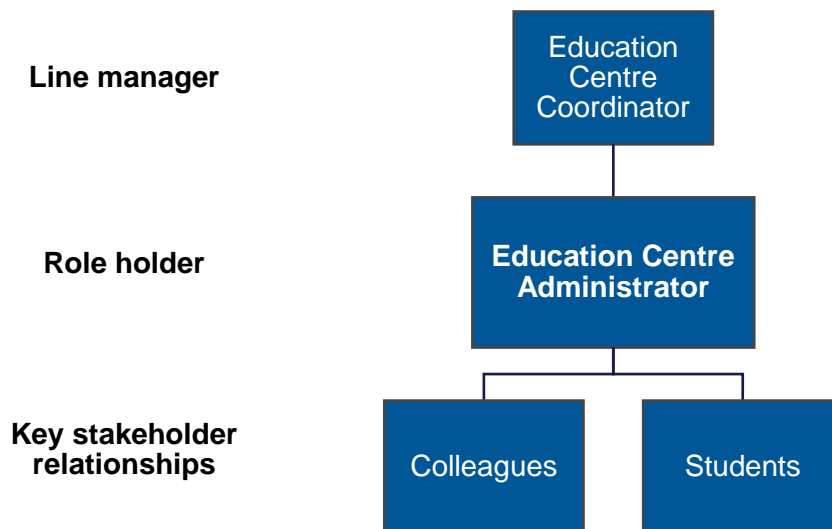 Line manager
Education
Centre
Coordinator
Role holder
Education Centre
Administrator
Key stakeholder
relationships
Colleagues
Students